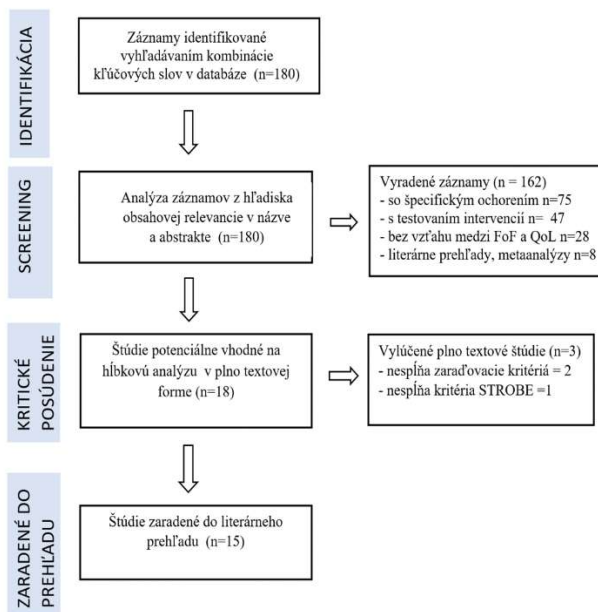 IDENTIFIKÁCIA
Záznamy identifikované
vyhľadávaním kombinácie
kľúčových slov v databáze (n=180)
SCREENING
Analýza záznamov z hľadiska
obsahovej relevancie v názve
a abstrakte (n=180)
Vyradené záznamy (n = 162)
- so špecifickým ochorením n=75
- s testovaním intervencií n= 47
- bez vzťahu medzi FoF a QoL n=28
- literárne prehľady, metaanalýzy n=8
KRITICKÉ
POSÚDENIE
Štúdie potenciálne vhodné na
hĺbkovú analýzu v plno textovej
forme (n=18)
Vylúčené plno textové štúdie (n=3)
- nespĺňa zaraďovacie kritériá = 2
- nespĺňa kritéria STROBE =1
ZARADENÉ DO
PREHĽADU
Štúdie zaradené do literárneho
prehľadu (n=15)